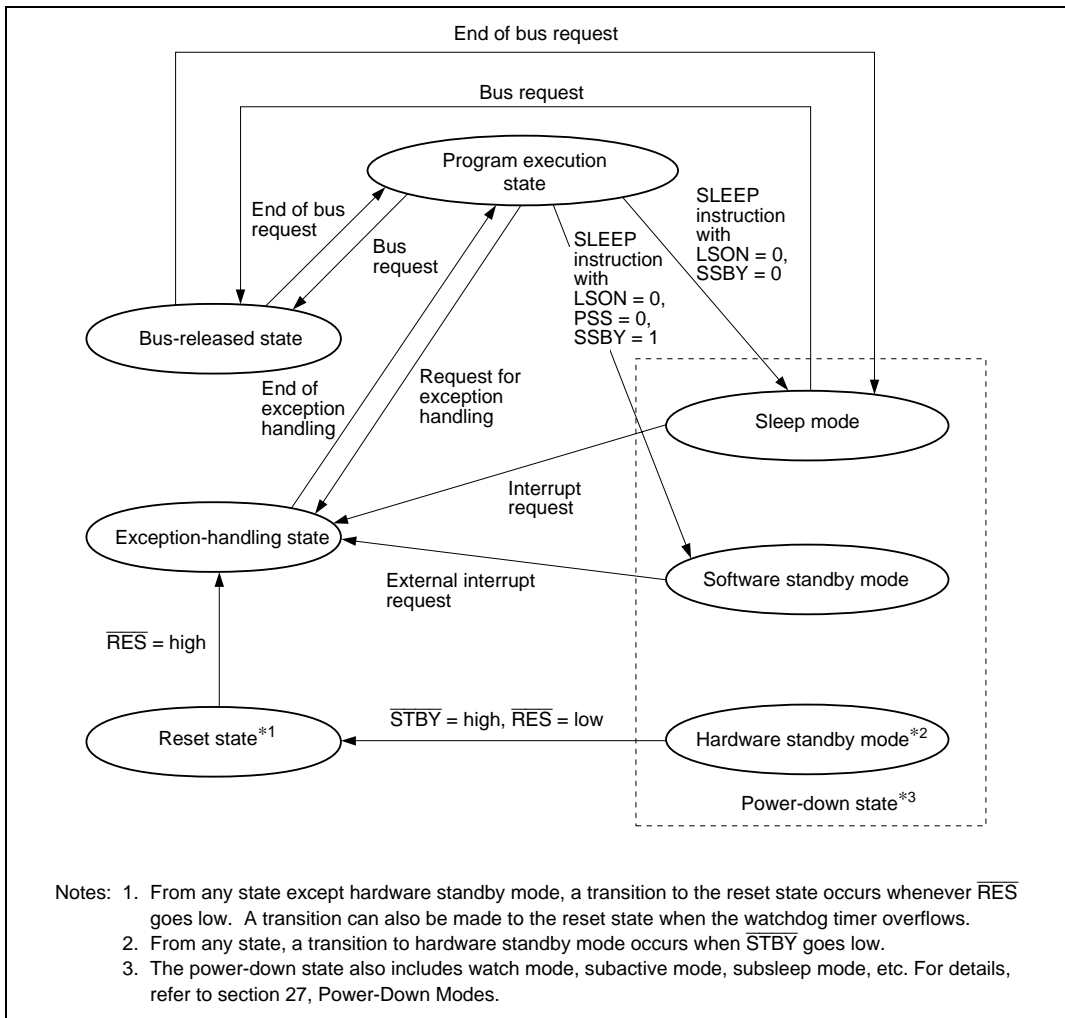 End of bus request
Bus request
Program execution
state
End of bus
request
Bus
request
SLEEP
instruction
with
LSON = 0,
PSS = 0,
SSBY = 1
SLEEP
instruction
with
LSON = 0,
SSBY = 0
Bus-released state
End of
exception
handling
Request for
exception
handling
Sleep mode
Interrupt
request
Exception-handling state
External interrupt
request
Software standby mode
R̅E̅S̅ = high
S̅T̅B̅Y̅ = high, R̅E̅S̅ = low
Reset state*1
Hardware standby mode*2
Power-down state*3
Notes: 1. From any state except hardware standby mode, a transition to the reset state occurs whenever R̅E̅S̅
goes low. A transition can also be made to the reset state when the watchdog timer overflows.
2. From any state, a transition to hardware standby mode occurs when S̅T̅B̅Y̅ goes low.
3. The power-down state also includes watch mode, subactive mode, subsleep mode, etc. For details,
refer to section 27, Power-Down Modes.